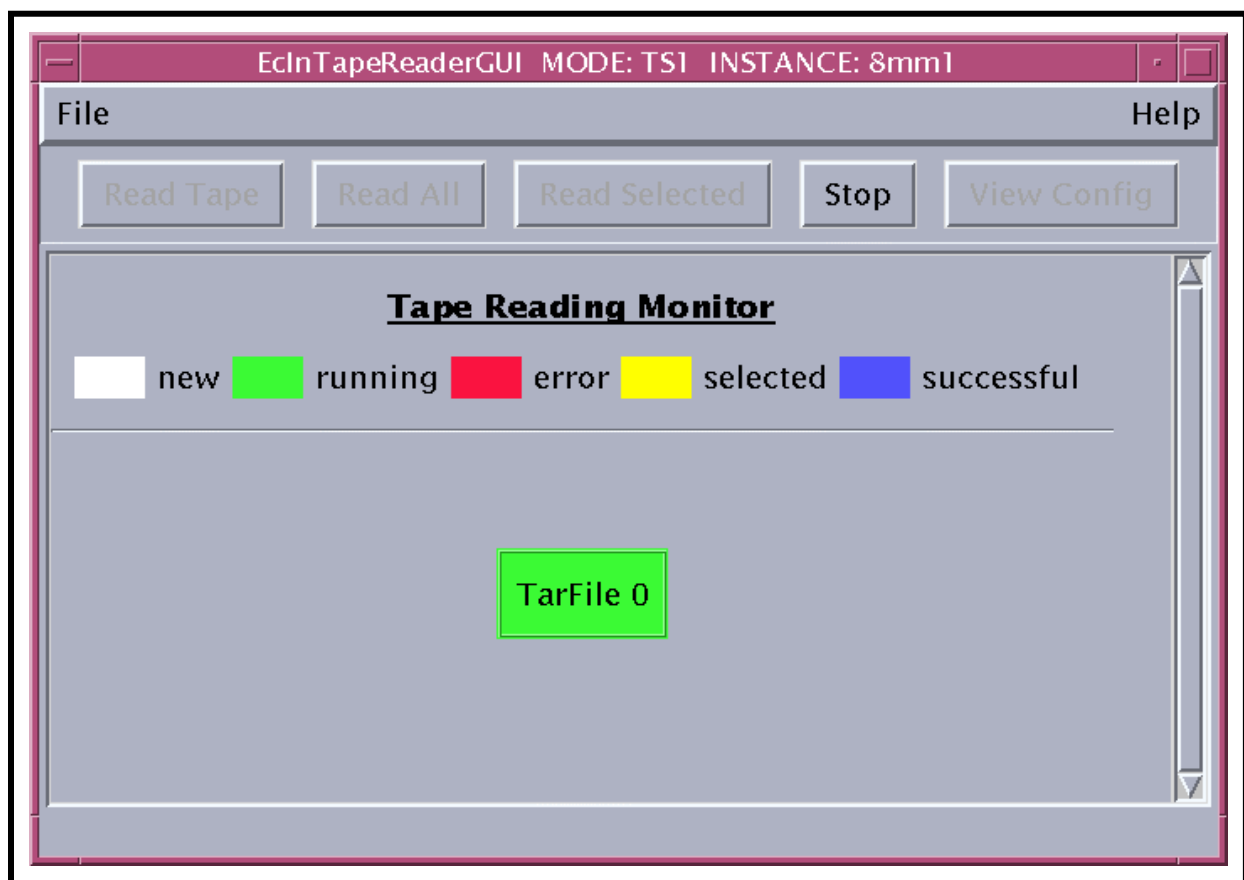 EcInTapeReaderGUI MODE: TS1 INSTANCE: 8mm1
File Help
Read Tape Read All Read Selected Stop View Config
Tape Reading Monitor
new running error selected successful
TarFile 0